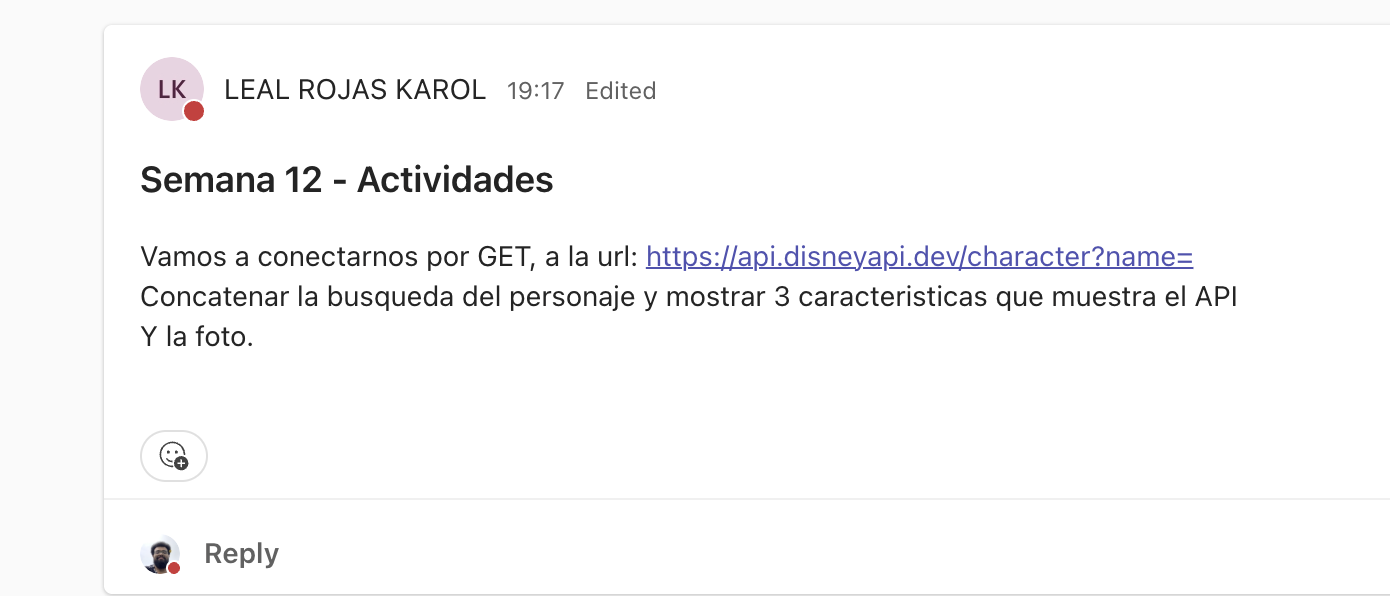 LK
LEAL ROJAS KAROL 19:17 Edited
Semana 12 - Actividades
Vamos a conectarnos por GET, a la url: https://api.disneyapi.dev/character?name=
Concatenar la busqueda del personaje y mostrar 3 caracteristicas que muestra el API
Y la foto.
Reply